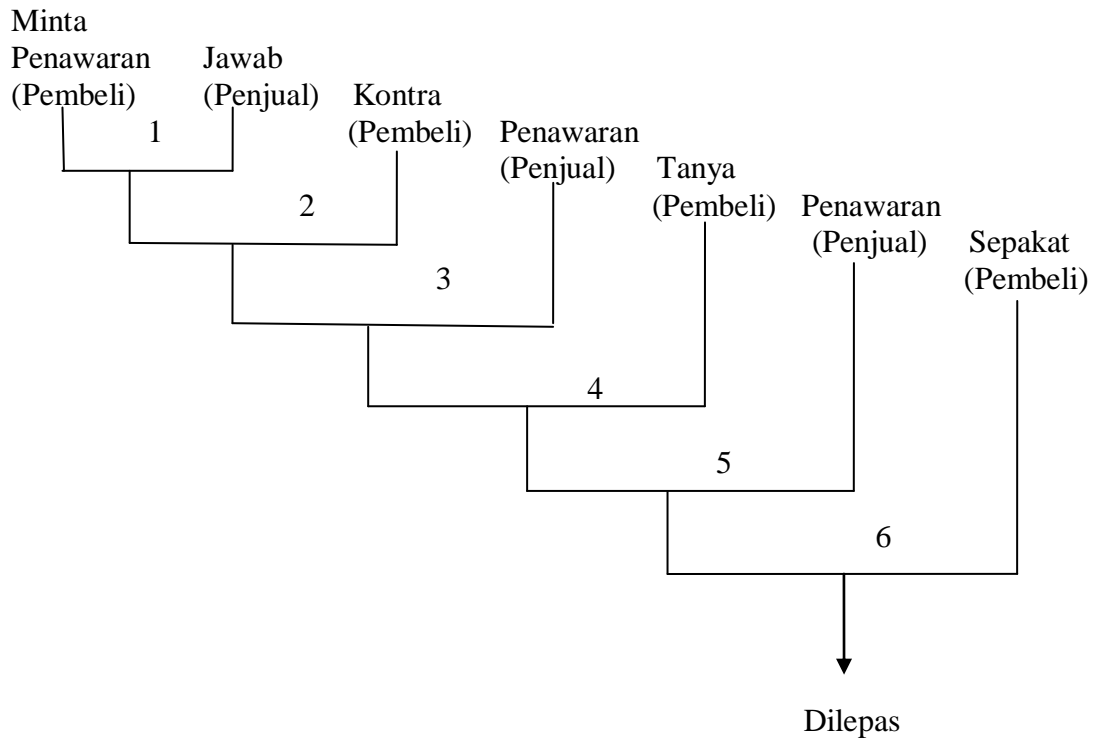 Minta
Penawaran
(Pembeli)
Jawab
(Penjual)
Kontra
(Pembeli)
Penawaran
(Penjual)
Tanya
(Pembeli)
Penawaran
(Penjual)
Sepakat
(Pembeli)
1
2
3
4
5
6
Dilepas